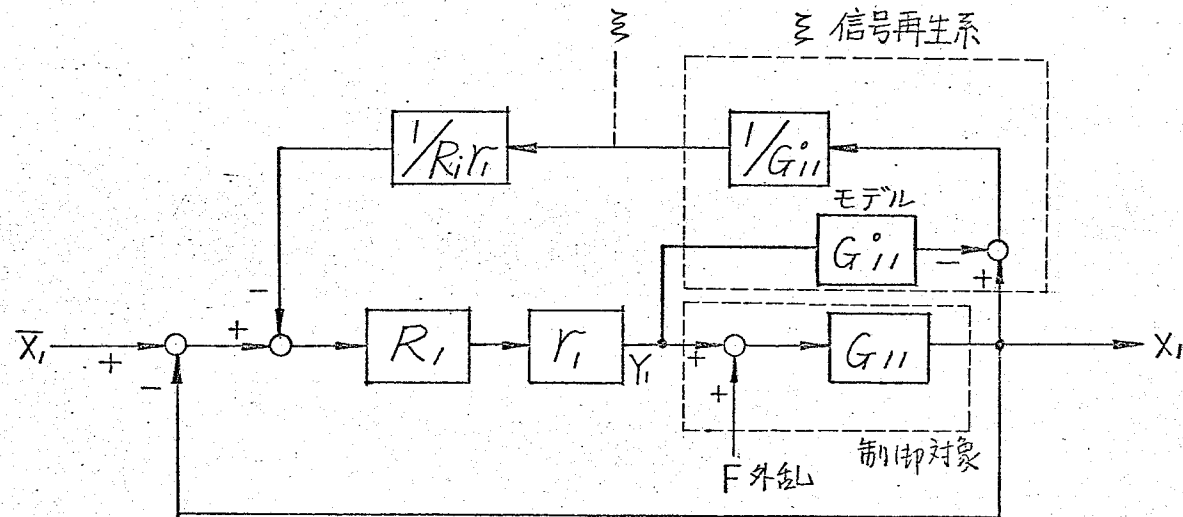 ξ
ξ 信号再生系
1/R₁r₁
1/G°₁₁
モデル
G°₁₁
−
+
−
X̄₁
+
−
+
R₁
r₁
Y₁
+
+
G₁₁
X₁
F 外乱
制御対象